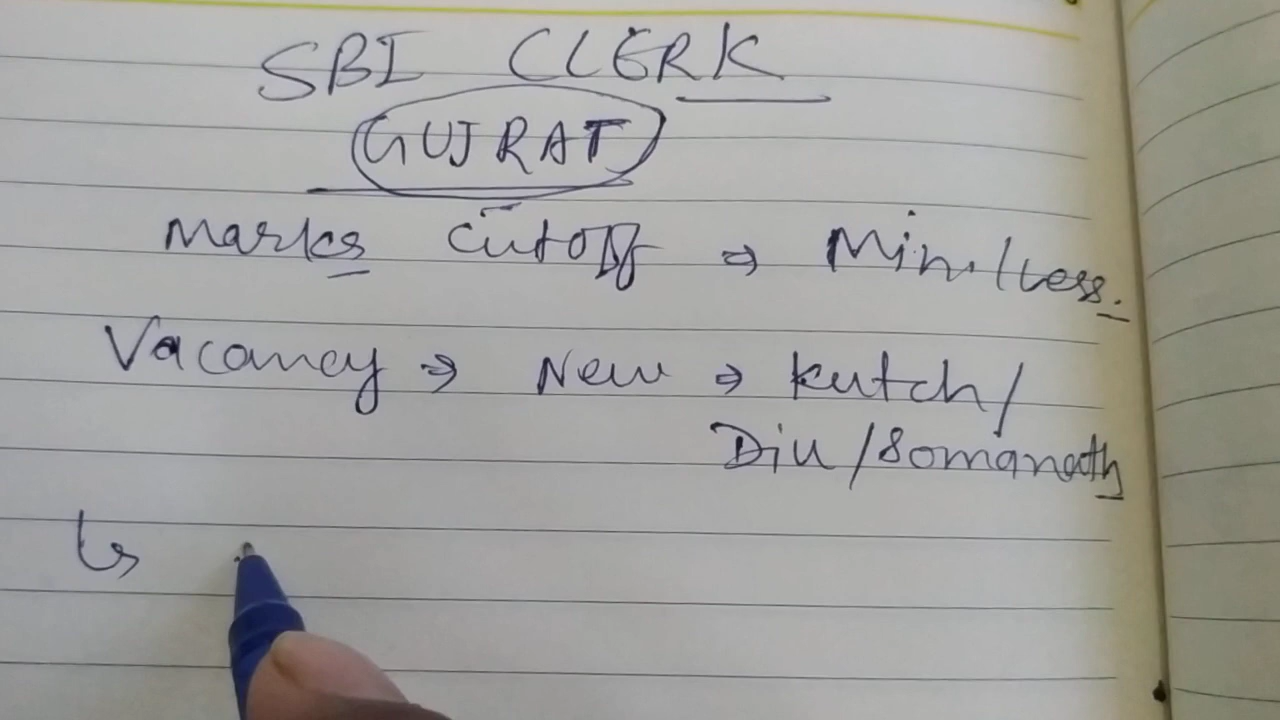 SBI CLERK
GUJRAT
Marks Cutoff ⇒ Min./Less.
Vacancy ⇒ New ⇒ Kutch/
Diu/Somanath
↳